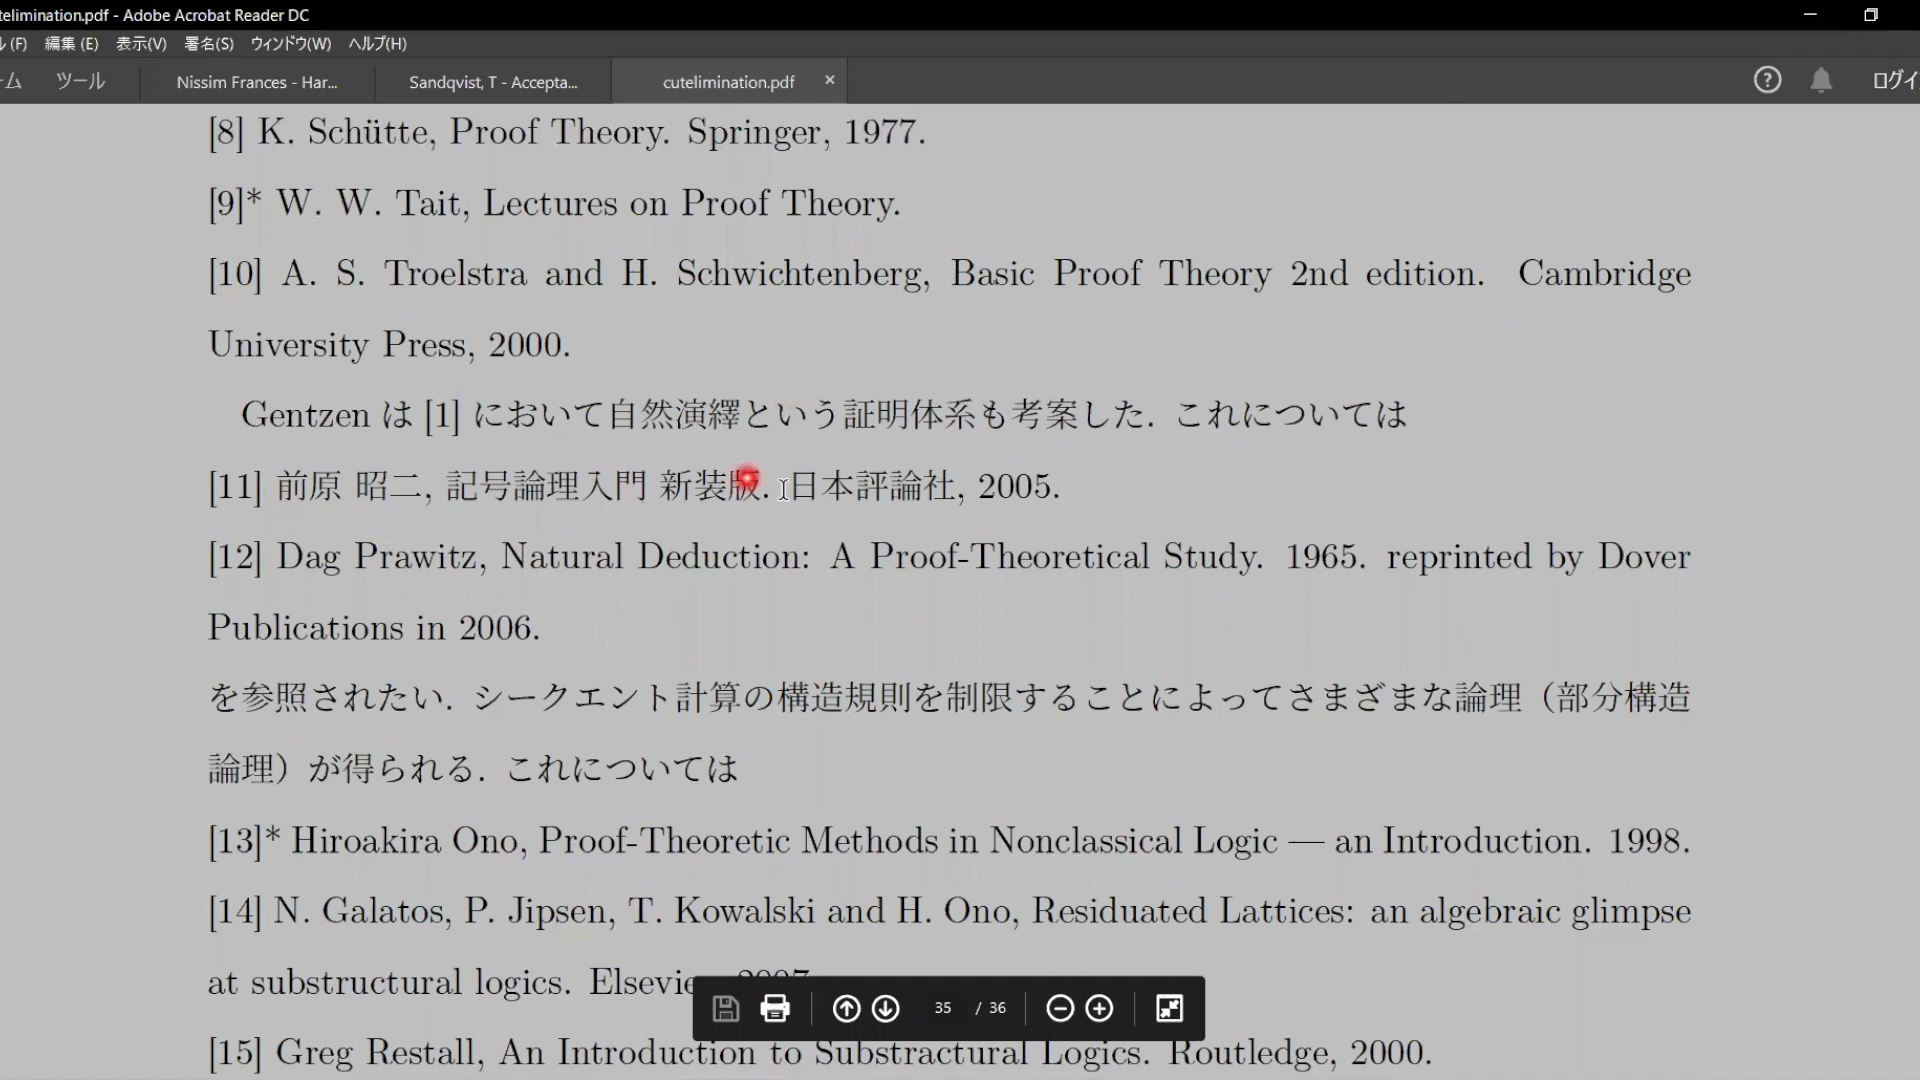 telimination.pdf - Adobe Acrobat Reader DC
(F) 編集 (E) 表示(V) 署名(S) ウィンドウ(W) ヘルプ(H)
ーム ツール Nissim Frances - Har... Sandqvist, T - Accepta... cutelimination.pdf × ? ログイ
[8] K. Schütte, Proof Theory. Springer, 1977.
[9]* W. W. Tait, Lectures on Proof Theory.
[10] A. S. Troelstra and H. Schwichtenberg, Basic Proof Theory 2nd edition. Cambridge
University Press, 2000.
Gentzen は [1] において自然演繹という証明体系も考案した. これについては
[11] 前原 昭二, 記号論理入門 新装版. 日本評論社, 2005.
[12] Dag Prawitz, Natural Deduction: A Proof-Theoretical Study. 1965. reprinted by Dover
Publications in 2006.
を参照されたい. シークエント計算の構造規則を制限することによってさまざまな論理（部分構造
論理）が得られる. これについては
[13]* Hiroakira Ono, Proof-Theoretic Methods in Nonclassical Logic — an Introduction. 1998.
[14] N. Galatos, P. Jipsen, T. Kowalski and H. Ono, Residuated Lattices: an algebraic glimpse
at substructural logics.
35 / 36
[15] Greg Restall, An Introduction to Substractural Logics. Routledge, 2000.